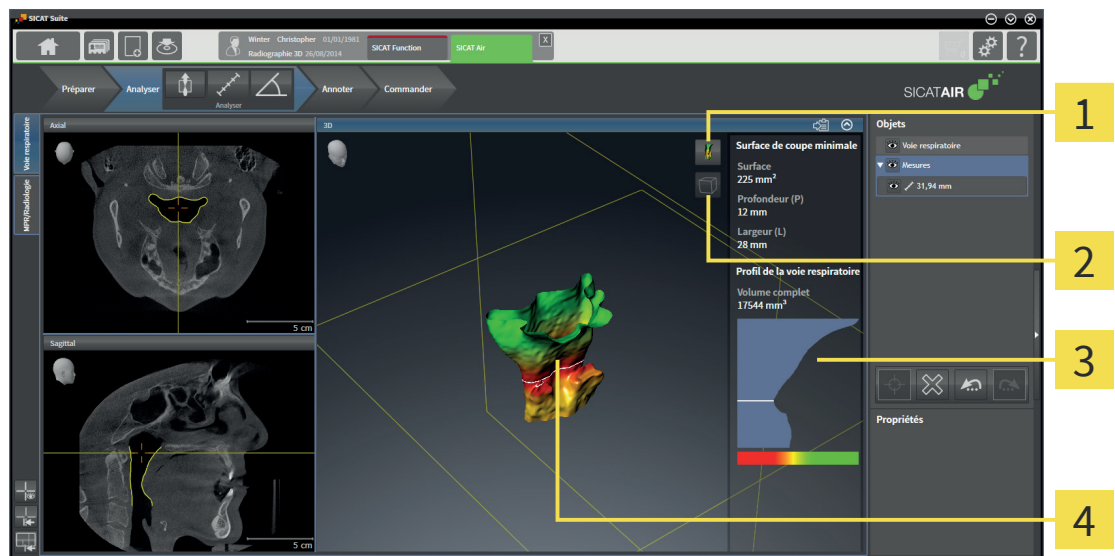 SICAT Suite
Winter Christopher 01/01/1981
Radiographie 3D 26/08/2014
SICAT Function
SICAT Air
X
?
Préparer
Analyser
Analyser
Annoter
Commander
SICATAIR
Voie respiratoire
MPR/Radiologie
Axial
5 cm
Sagittal
5 cm
3D
Surface de coupe minimale
Surface
225 mm²
Profondeur (P)
12 mm
Largeur (L)
28 mm
Profil de la voie respiratoire
Volume complet
17544 mm³
Objets
Voie respiratoire
Mesures
31,94 mm
Propriétés
1
2
3
4